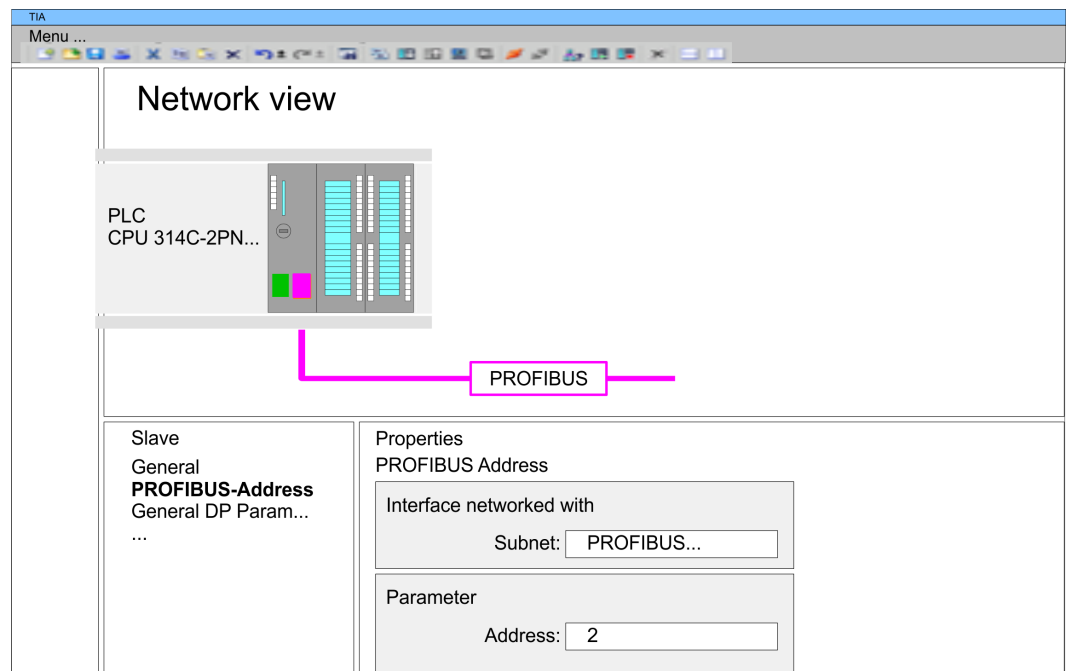 TIA
Menu ...
Network view
PLC
CPU 314C-2PN...
PROFIBUS
Slave
General
PROFIBUS-Address
General DP Param...
...
Properties
PROFIBUS Address
Interface networked with
Subnet: PROFIBUS...
Parameter
Address: 2